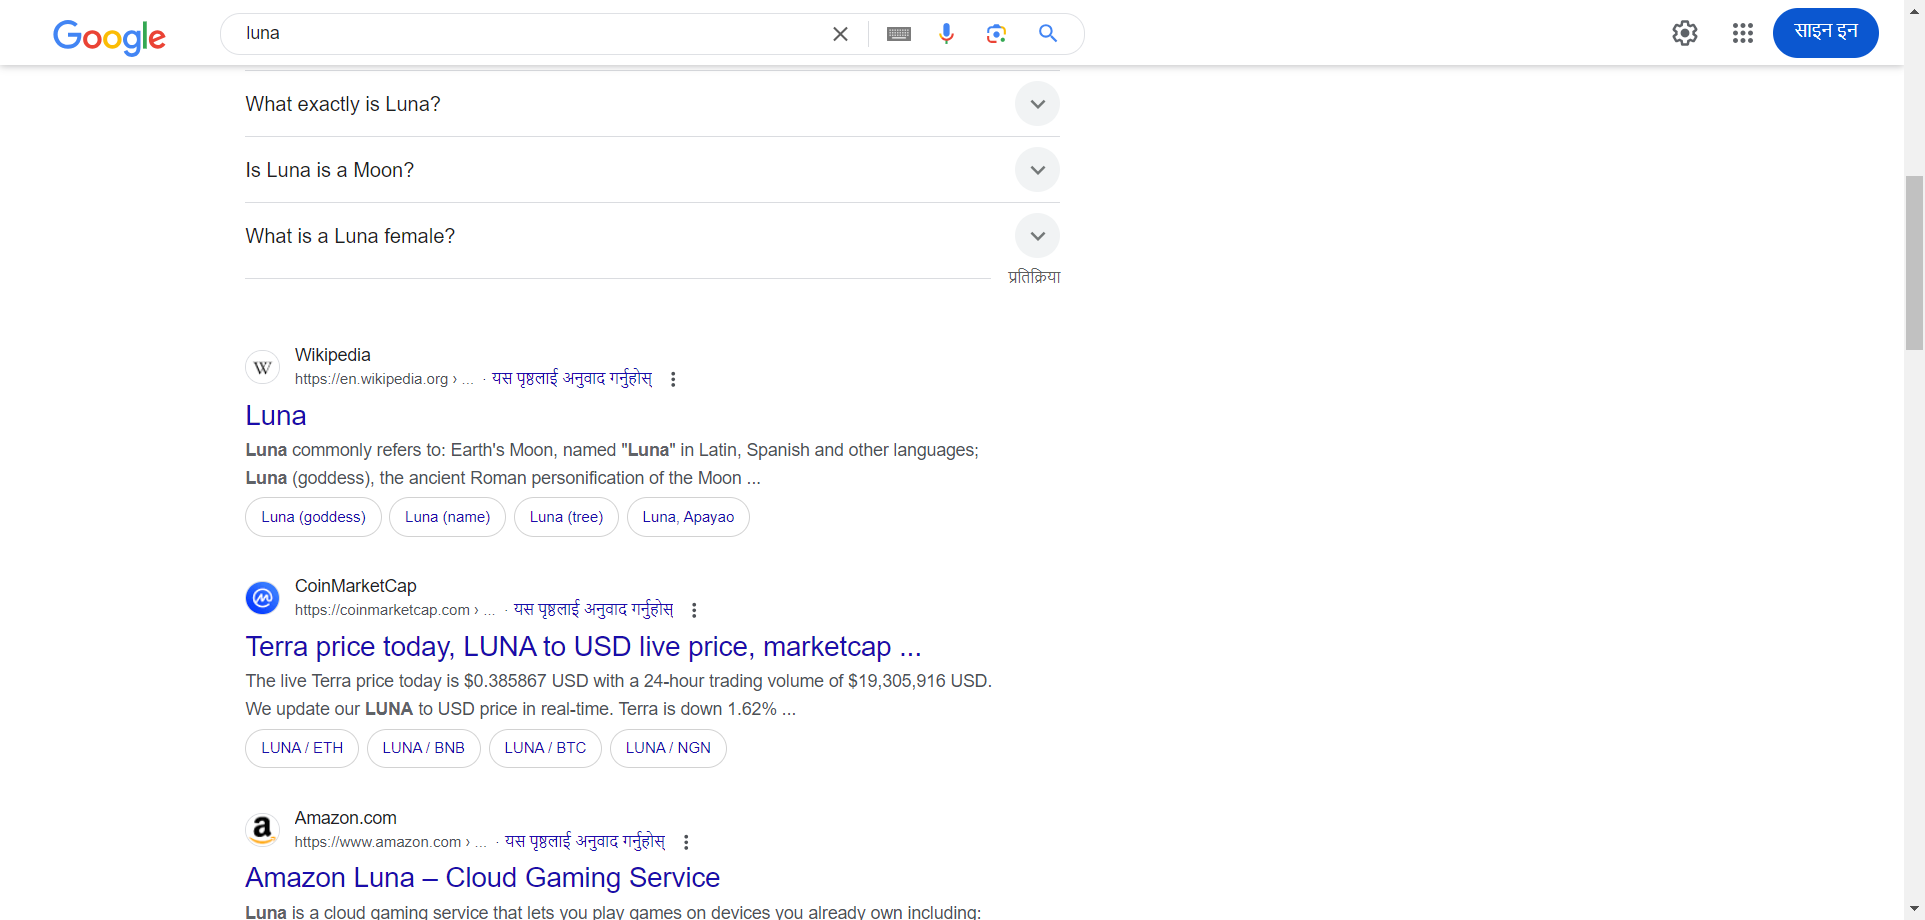 Google
luna
साइन इन
What exactly is Luna?
Is Luna is a Moon?
What is a Luna female?
प्रतिक्रिया
W
Wikipedia
https://en.wikipedia.org › ... · यस पृष्ठलाई अनुवाद गर्नुहोस्
Luna
Luna commonly refers to: Earth's Moon, named "Luna" in Latin, Spanish and other languages;
Luna (goddess), the ancient Roman personification of the Moon ...
Luna (goddess) Luna (name) Luna (tree) Luna, Apayao
CoinMarketCap
https://coinmarketcap.com › ... · यस पृष्ठलाई अनुवाद गर्नुहोस्
Terra price today, LUNA to USD live price, marketcap ...
The live Terra price today is $0.385867 USD with a 24-hour trading volume of $19,305,916 USD.
We update our LUNA to USD price in real-time. Terra is down 1.62% ...
LUNA / ETH LUNA / BNB LUNA / BTC LUNA / NGN
a
Amazon.com
https://www.amazon.com › ... · यस पृष्ठलाई अनुवाद गर्नुहोस्
Amazon Luna – Cloud Gaming Service
Luna is a cloud gaming service that lets you play games on devices you already own including: